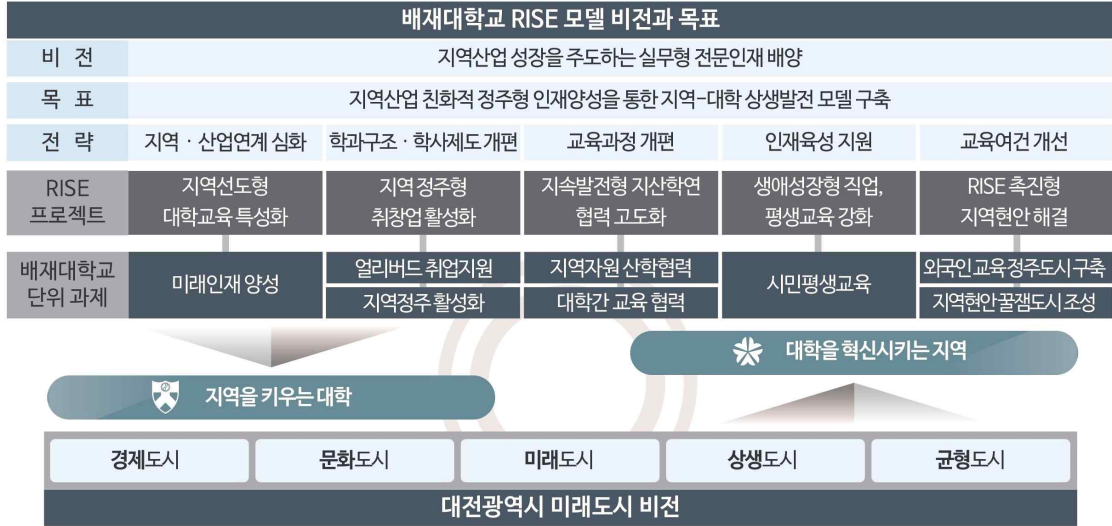 배재대학교 RISE 모델 비전과 목표
비 전
지역산업 성장을 주도하는 실무형 전문인재 배양
목 표
지역산업 친화적 정주형 인재양성을 통한 지역-대학 상생발전 모델 구축
전 략
지역 · 산업연계 심화
학과구조 · 학사제도 개편
교육과정 개편
인재육성 지원
교육여건 개선
RISE
프로젝트
지역선도형
대학교육 특성화
지역 정주형
취창업 활성화
지속발전형 지산학연
협력 고도화
생애성장형 직업,
평생교육 강화
RISE 촉진형
지역현안 해결
배재대학교
단위 과제
미래인재 양성
얼리버드 취업지원
지역정주 활성화
지역자원 산학협력
대학간 교육 협력
시민평생교육
외국인 교육 정주도시 구축
지역현안 꿀잼도시 조성
대학을 혁신시키는 지역
지역을 키우는 대학
경제도시
문화도시
미래도시
상생도시
균형도시
대전광역시 미래도시 비전